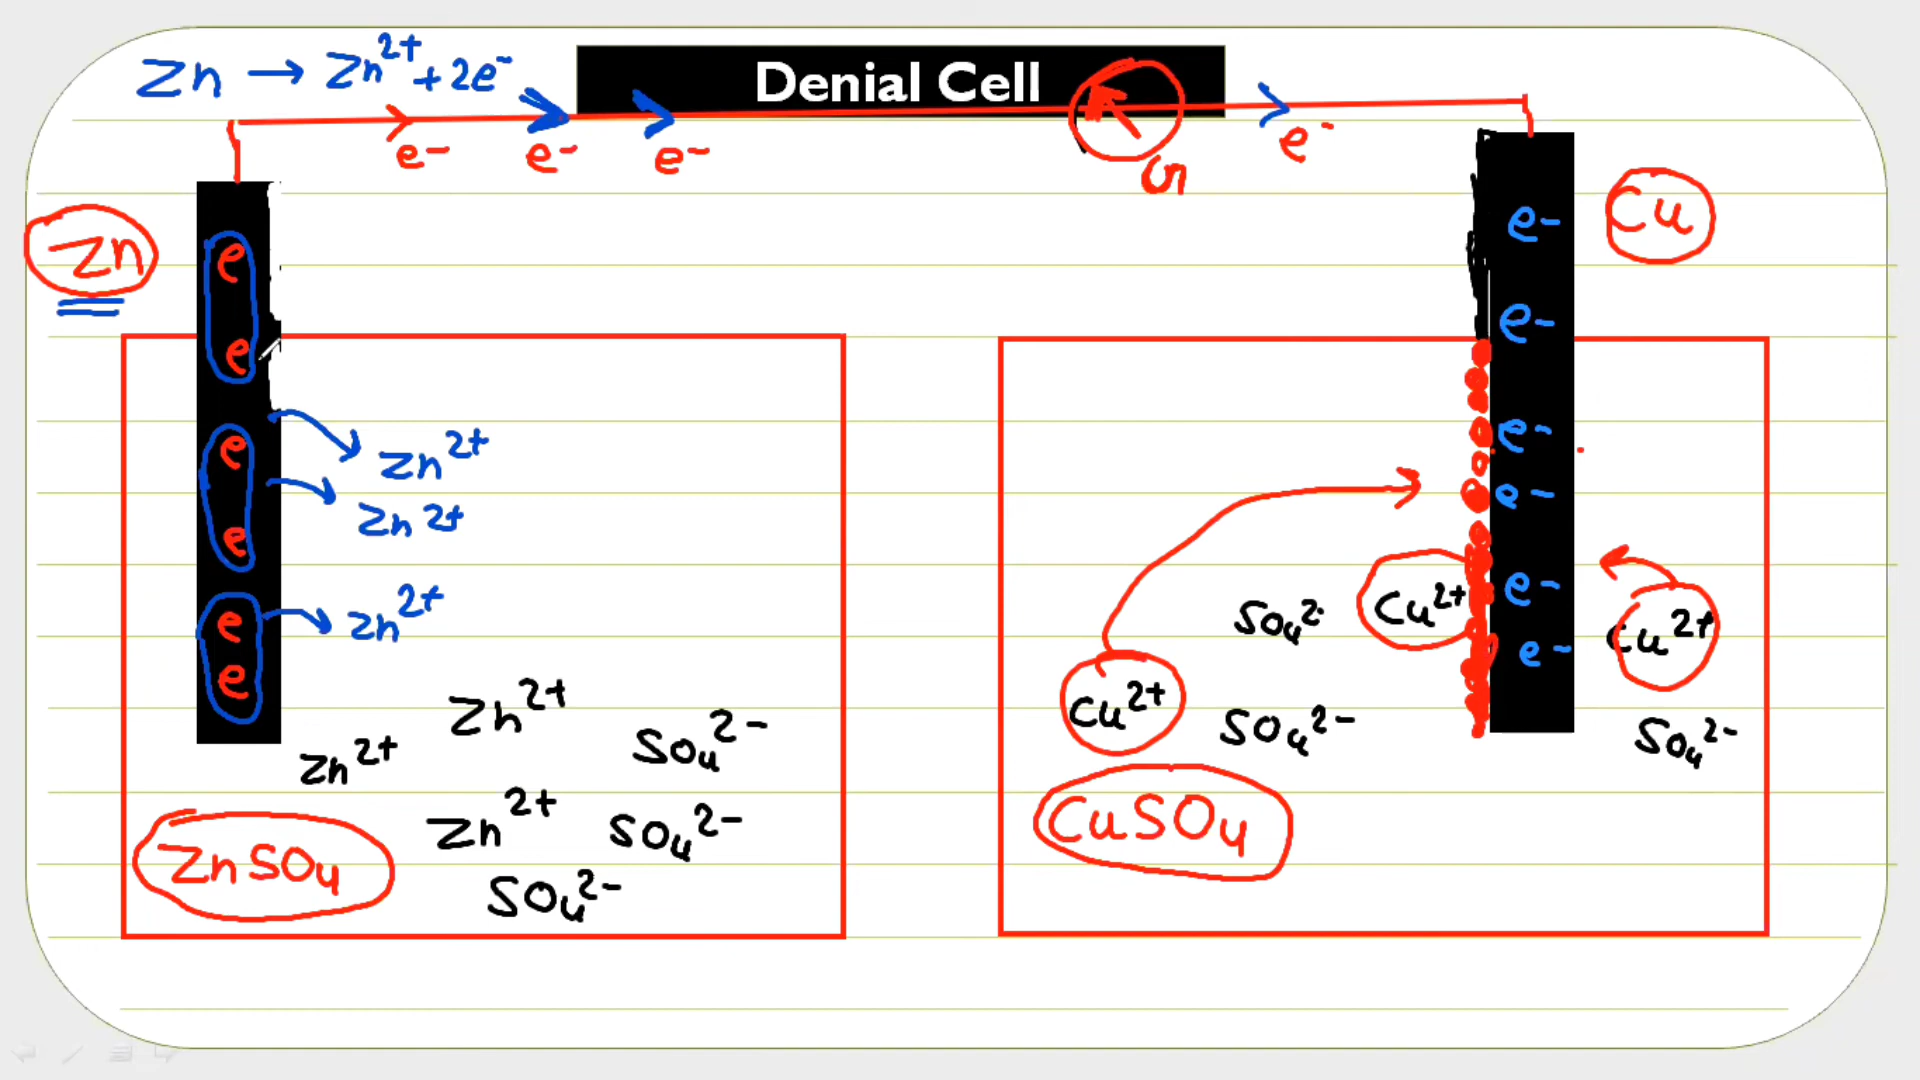 Zn → Zn²⁺ + 2e⁻
Denial Cell
e⁻ e⁻ e⁻ e⁻
G
Zn
Cu
e
e
e
e
e
e
Zn²⁺
Zn²⁺
Zn²⁺
Zn²⁺
Zn²⁺
SO₄²⁻
Zn²⁺
SO₄²⁻
SO₄²⁻
ZnSO₄
e⁻
e⁻
e⁻
e⁻
e⁻
e⁻
SO₄²⁻
Cu²⁺
Cu²⁺
Cu²⁺
SO₄²⁻
SO₄²⁻
CuSO₄